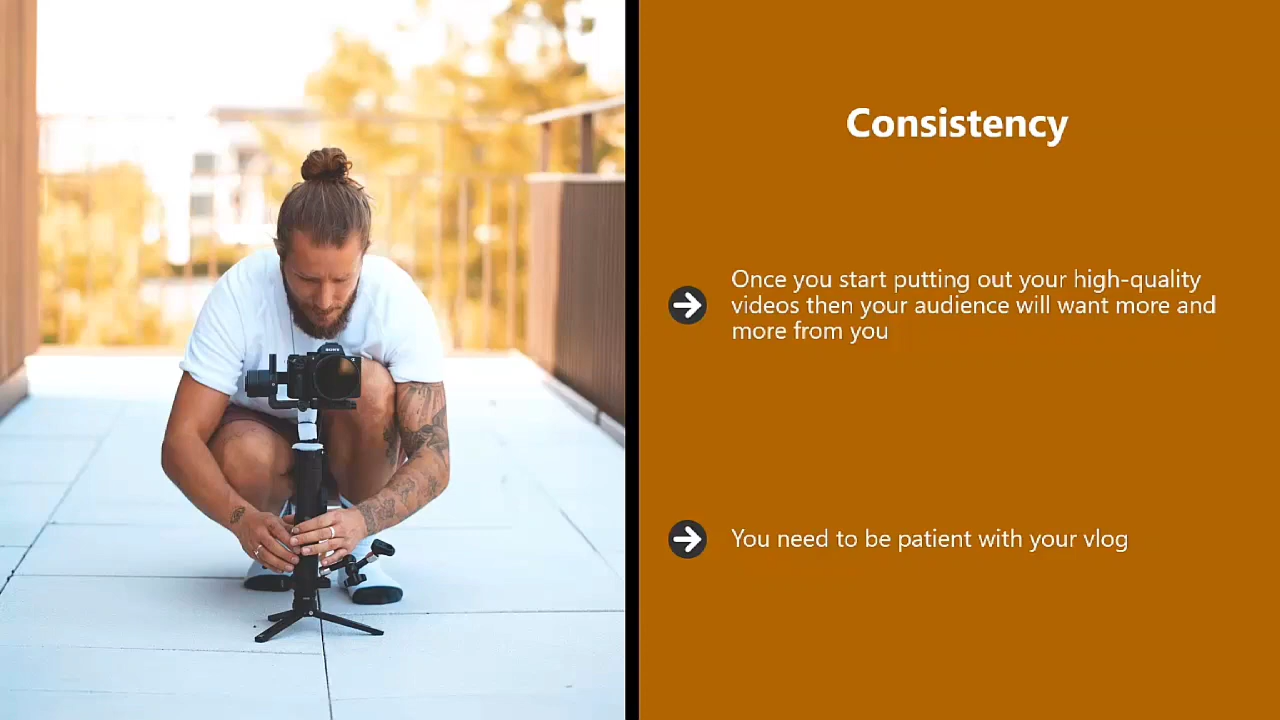 Consistency
Once you start putting out your high-quality
videos then your audience will want more and
more from you
You need to be patient with your vlog
SONY